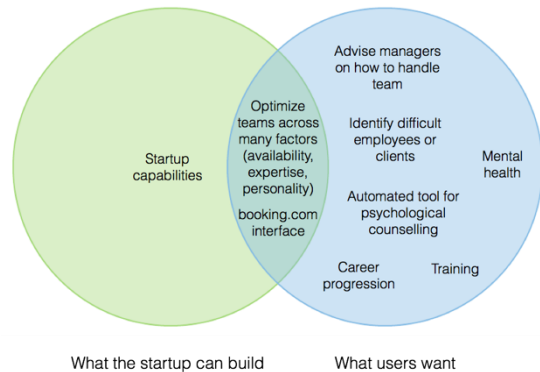 Startup
capabilities
Optimize
teams across
many factors
(availability,
expertise,
personality)
booking.com
interface
Advise managers
on how to handle
team
Identify difficult
employees or
clients
Mental
health
Automated tool for
psychological
counselling
Career
progression
Training
What the startup can build
What users want